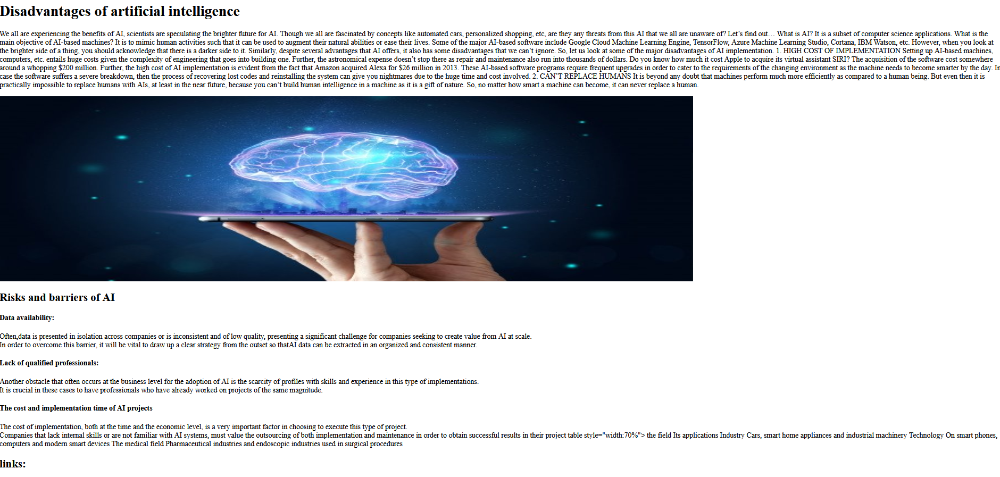 Disadvantages of artificial intelligence
We all are experiencing the benefits of AI, scientists are speculating the brighter future for AI. Though we all are fascinated by concepts like automated cars, personalized shopping, etc, are they any threats from this AI that we all are unaware of? Let’s find out… What is AI? It is a subset of computer science applications. What is the
main objective of AI-based machines? It is to mimic human activities such that it can be used to augment their natural abilities or ease their lives. Some of the major AI-based software include Google Cloud Machine Learning Engine, TensorFlow, Azure Machine Learning Studio, Cortana, IBM Watson, etc. However, when you look at
the brighter side of a thing, you should acknowledge that there is a darker side to it. Similarly, despite several advantages that AI offers, it also has some disadvantages that we can’t ignore. So, let us look at some of the major disadvantages of AI implementation. 1. HIGH COST OF IMPLEMENTATION Setting up AI-based machines,
computers, etc. entails huge costs given the complexity of engineering that goes into building one. Further, the astronomical expense doesn’t stop there as repair and maintenance also run into thousands of dollars. Do you know how much it cost Apple to acquire its virtual assistant SIRI? The acquisition of the software cost somewhere
around a whopping $200 million. Further, the high cost of AI implementation is evident from the fact that Amazon acquired Alexa for $26 million in 2013. These AI-based software programs require frequent upgrades in order to cater to the requirements of the changing environment as the machine needs to become smarter by the day. In
case the software suffers a severe breakdown, then the process of recovering lost codes and reinstalling the system can give you nightmares due to the huge time and cost involved. 2. CAN’T REPLACE HUMANS It is beyond any doubt that machines perform much more efficiently as compared to a human being. But even then it is
practically impossible to replace humans with AIs, at least in the near future, because you can’t build human intelligence in a machine as it is a gift of nature. So, no matter how smart a machine can become, it can never replace a human.
Risks and barriers of AI
Data availability:
Often,data is presented in isolation across companies or is inconsistent and of low quality, presenting a significant challenge for companies seeking to create value from AI at scale.
In order to overcome this barrier, it will be vital to draw up a clear strategy from the outset so thatAI data can be extracted in an organized and consistent manner.
Lack of qualified professionals:
Another obstacle that often occurs at the business level for the adoption of AI is the scarcity of profiles with skills and experience in this type of implementations.
It is crucial in these cases to have professionals who have already worked on projects of the same magnitude.
The cost and implementation time of AI projects
The cost of implementation, both at the time and the economic level, is a very important factor in choosing to execute this type of project.
Companies that lack internal skills or are not familiar with AI systems, must value the outsourcing of both implementation and maintenance in order to obtain successful results in their project table style="width:70%"> the field Its applications Industry Cars, smart home appliances and industrial machinery Technology On smart phones,
computers and modern smart devices The medical field Pharmaceutical industries and endoscopic industries used in surgical procedures
links: